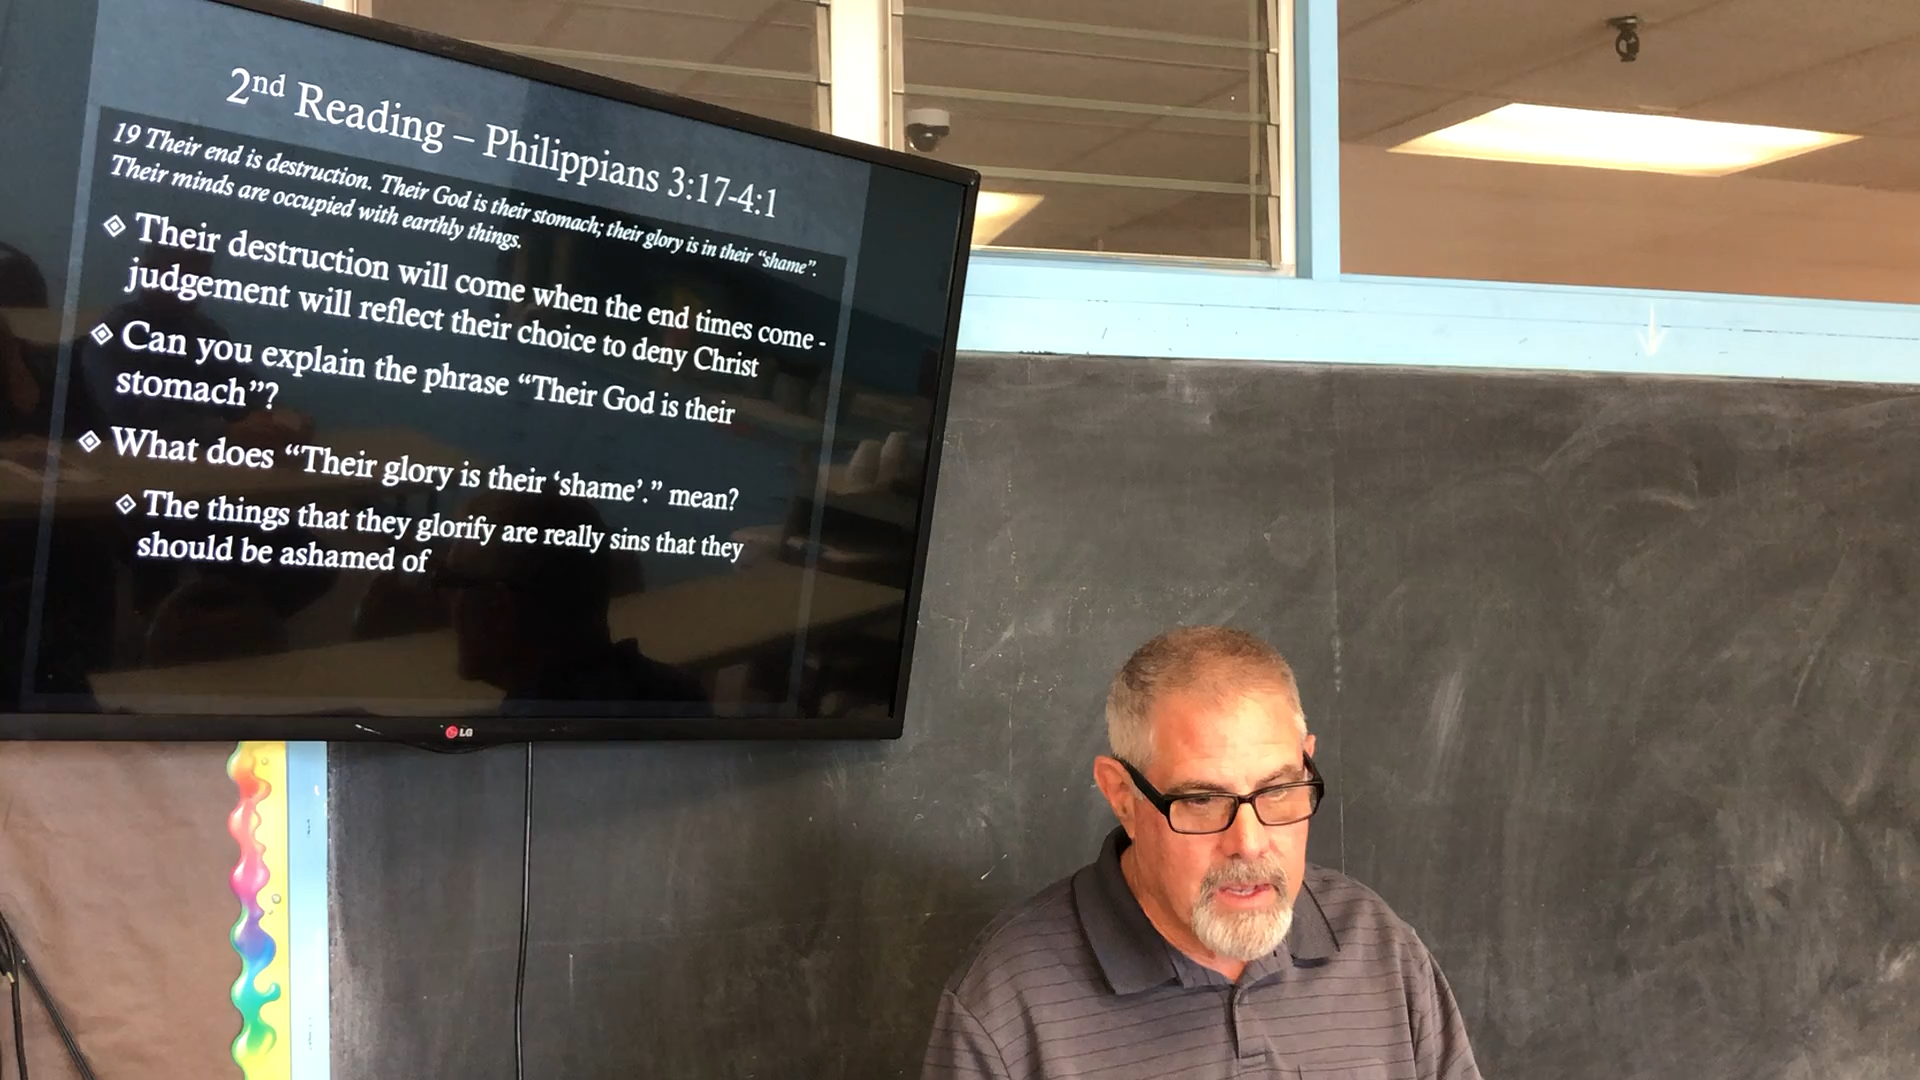 2nd Reading – Philippians 3:17-4:1
19 Their end is destruction. Their God is their stomach; their glory is in their “shame”.
Their minds are occupied with earthly things.
Their destruction will come when the end times come -
judgement will reflect their choice to deny Christ
Can you explain the phrase “Their God is their
stomach”?
What does “Their glory is their ‘shame’.” mean?
The things that they glorify are really sins that they
should be ashamed of
LG